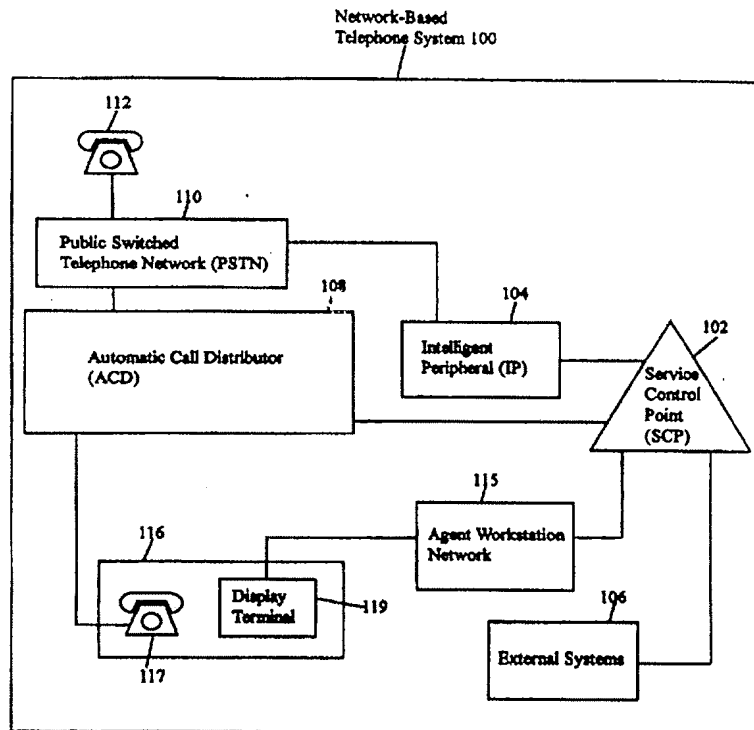 Network-Based
Telephone System 100
112
110
Public Switched
Telephone Network (PSTN)
108
Automatic Call Distributor
(ACD)
104
Intelligent
Peripheral (IP)
102
Service
Control
Point
(SCP)
115
Agent Workstation
Network
116
Display
Terminal
119
117
106
External Systems